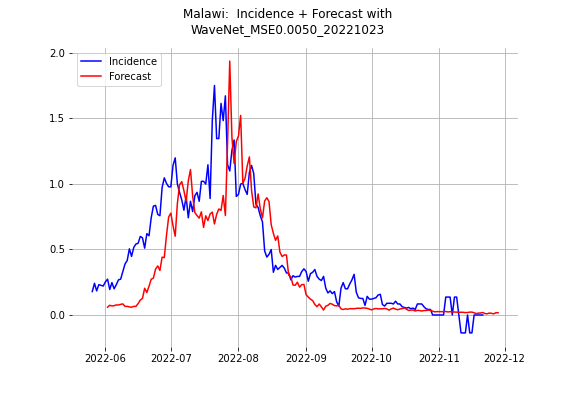 Malawi:  Incidence + Forecast with
WaveNet_MSE0.0050_20221023
2.0
Incidence
Forecast
1.5
1.0
0.5
0.0
2022-06 2022-07 2022-08 2022-09 2022-10 2022-11 2022-12